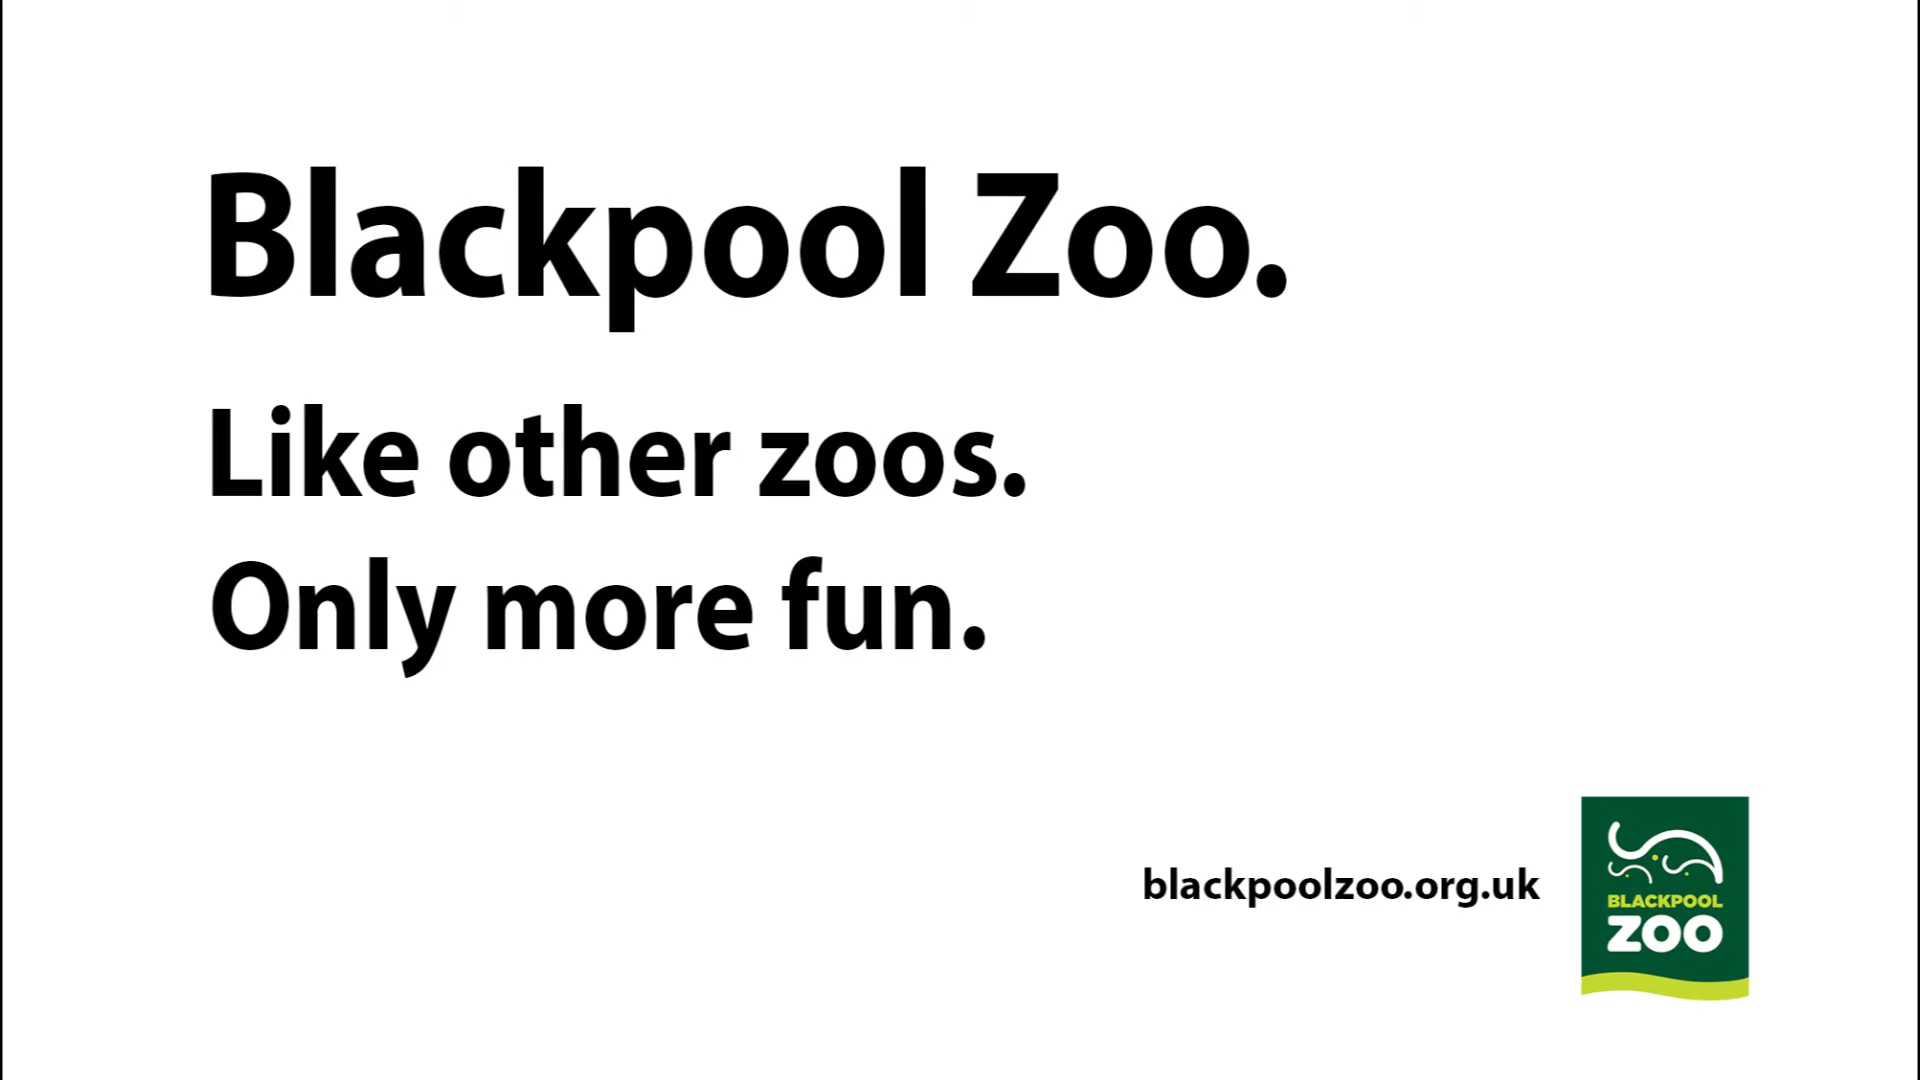 Blackpool Zoo.
Like other zoos.
Only more fun.
blackpoolzoo.org.uk
BLACKPOOL
ZOO